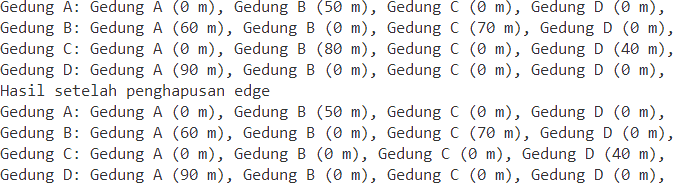 Gedung A: Gedung A (0 m), Gedung B (50 m), Gedung C (0 m), Gedung D (0 m),
Gedung B: Gedung A (60 m), Gedung B (0 m), Gedung C (70 m), Gedung D (0 m),
Gedung C: Gedung A (0 m), Gedung B (80 m), Gedung C (0 m), Gedung D (40 m),
Gedung D: Gedung A (90 m), Gedung B (0 m), Gedung C (0 m), Gedung D (0 m),
Hasil setelah penghapusan edge
Gedung A: Gedung A (0 m), Gedung B (50 m), Gedung C (0 m), Gedung D (0 m),
Gedung B: Gedung A (60 m), Gedung B (0 m), Gedung C (70 m), Gedung D (0 m),
Gedung C: Gedung A (0 m), Gedung B (0 m), Gedung C (0 m), Gedung D (40 m),
Gedung D: Gedung A (90 m), Gedung B (0 m), Gedung C (0 m), Gedung D (0 m),